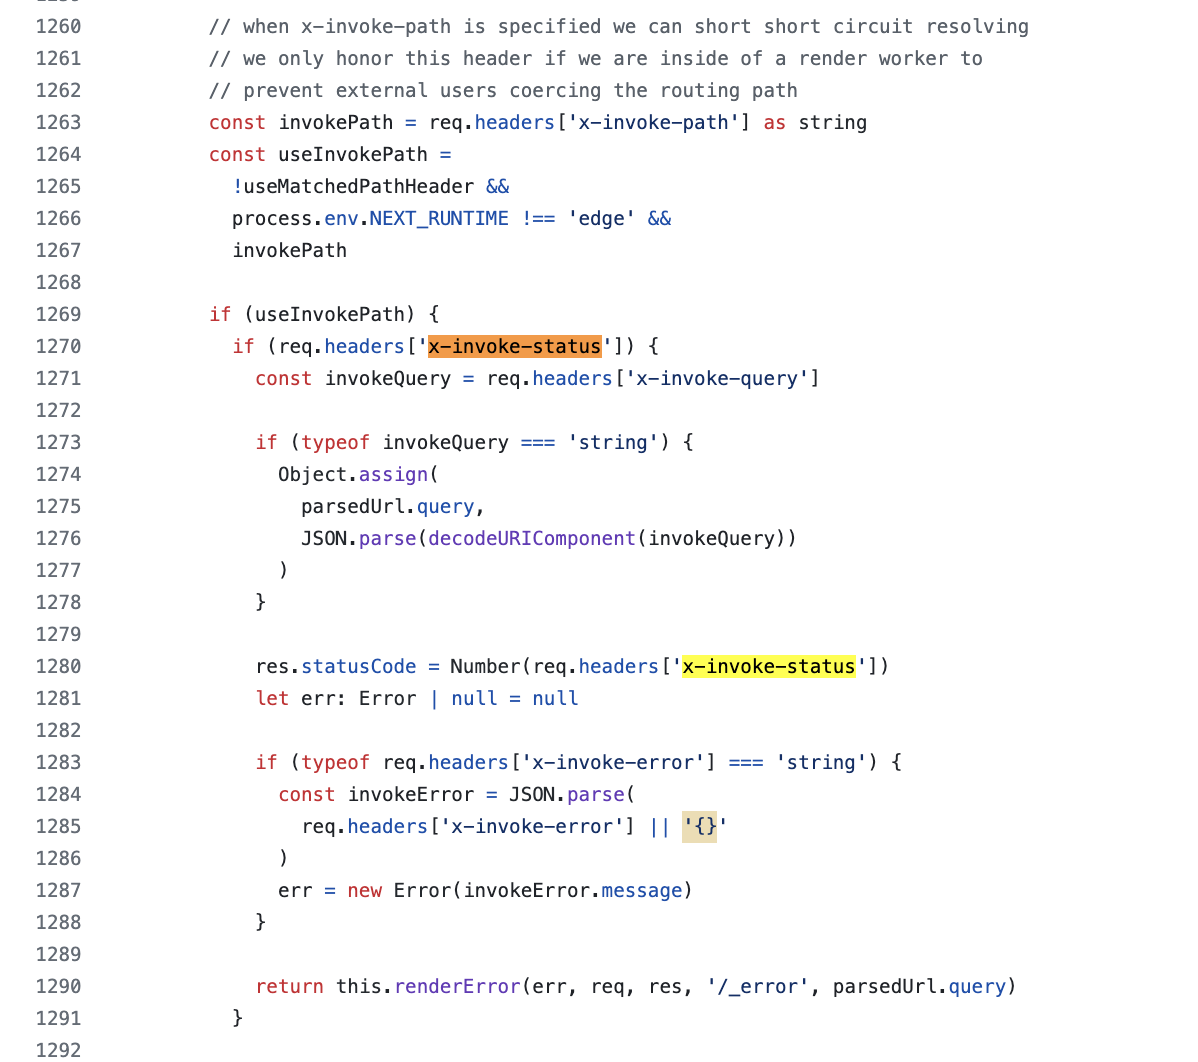 1260 // when x-invoke-path is specified we can short short circuit resolving
1261 // we only honor this header if we are inside of a render worker to
1262 // prevent external users coercing the routing path
1263 const invokePath = req.headers['x-invoke-path'] as string
1264 const useInvokePath =
1265 !useMatchedPathHeader &&
1266 process.env.NEXT_RUNTIME !== 'edge' &&
1267 invokePath
1268
1269 if (useInvokePath) {
1270 if (req.headers['x-invoke-status']) {
1271 const invokeQuery = req.headers['x-invoke-query']
1272
1273 if (typeof invokeQuery === 'string') {
1274 Object.assign(
1275 parsedUrl.query,
1276 JSON.parse(decodeURIComponent(invokeQuery))
1277 )
1278 }
1279
1280 res.statusCode = Number(req.headers['x-invoke-status'])
1281 let err: Error | null = null
1282
1283 if (typeof req.headers['x-invoke-error'] === 'string') {
1284 const invokeError = JSON.parse(
1285 req.headers['x-invoke-error'] || '{}'
1286 )
1287 err = new Error(invokeError.message)
1288 }
1289
1290 return this.renderError(err, req, res, '/_error', parsedUrl.query)
1291 }
1292